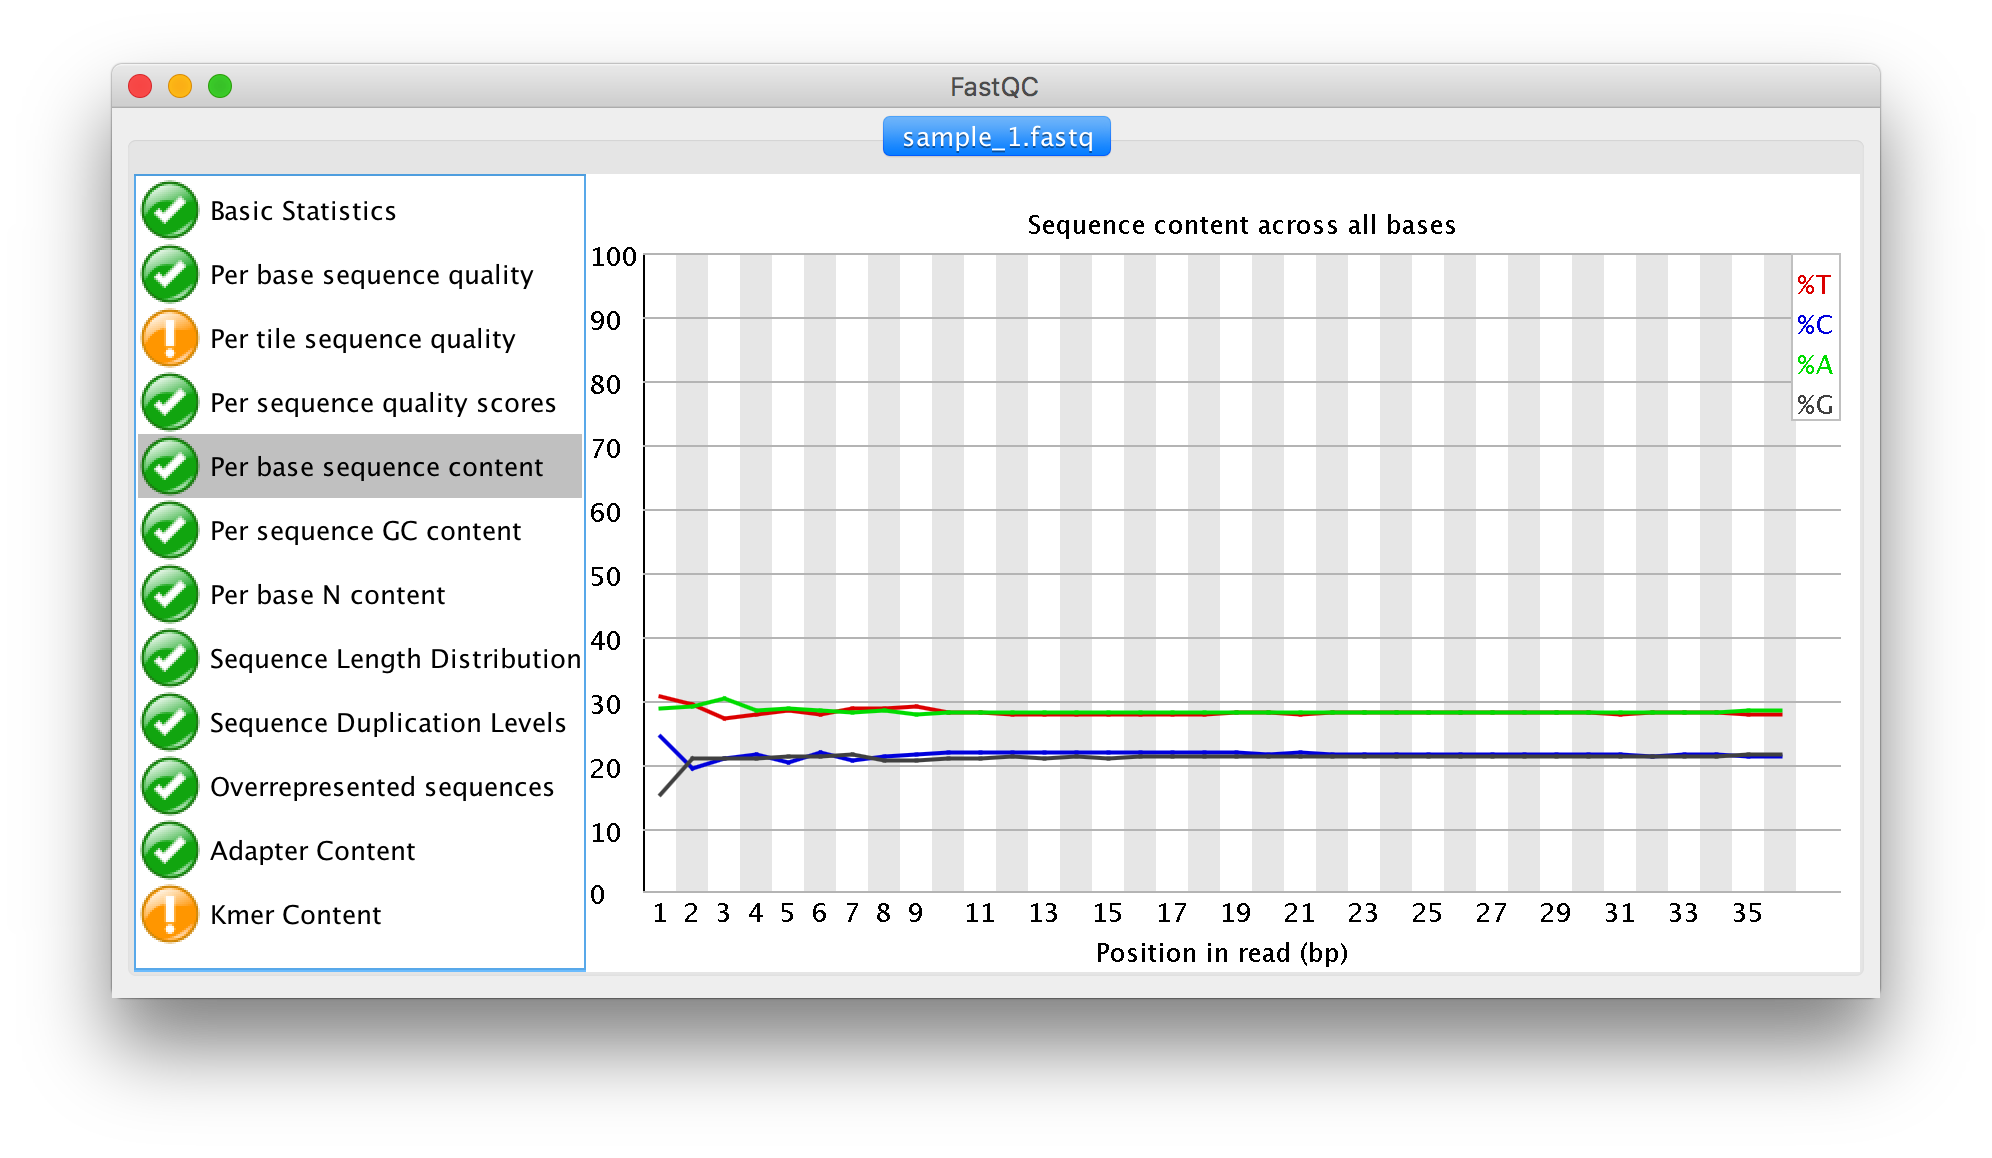 FastQC
sample_1.fastq
Basic Statistics
Per base sequence quality
Per tile sequence quality
Per sequence quality scores
Per base sequence content
Per sequence GC content
Per base N content
Sequence Length Distribution
Sequence Duplication Levels
Overrepresented sequences
Adapter Content
Kmer Content
Sequence content across all bases
100
90
80
70
60
50
40
30
20
10
0
%T
%C
%A
%G
1 2 3 4 5 6 7 8 9 11 13 15 17 19 21 23 25 27 29 31 33 35
Position in read (bp)